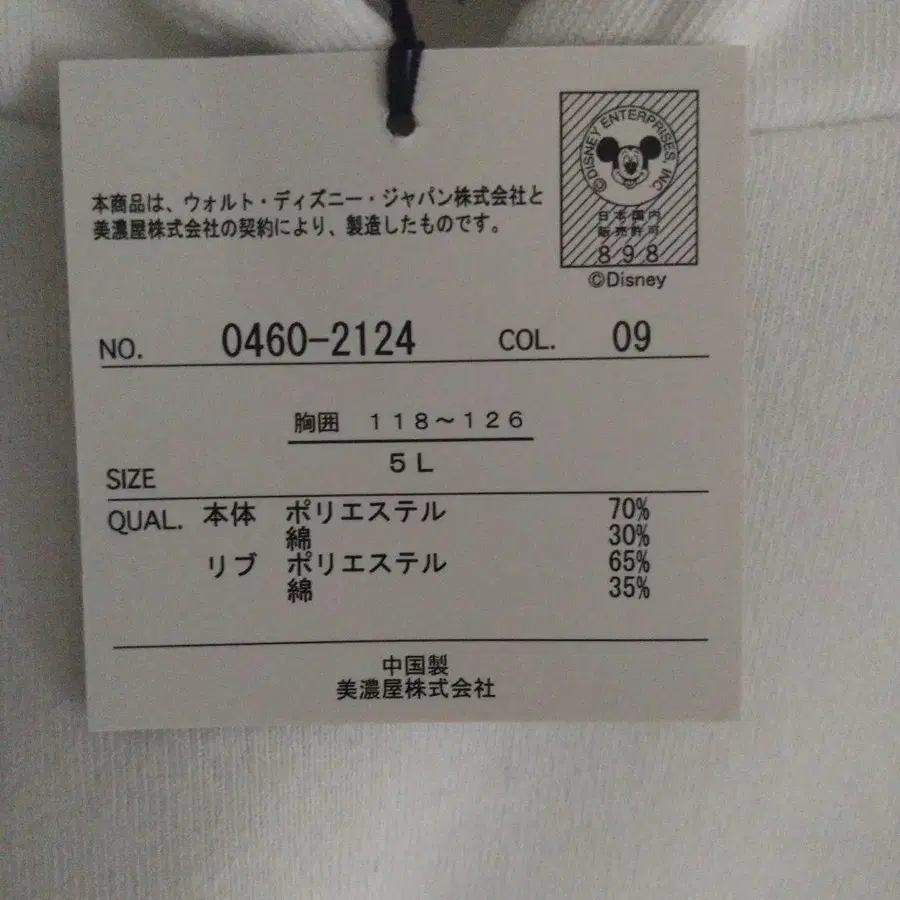 ©DISNEY ENTERPRISES, INC
日本国内
販売許可
898
©Disney
本商品は、ウォルト・ディズニー・ジャパン株式会社と
美濃屋株式会社の契約により、製造したものです。
NO. 0460-2124 COL. 09
胸囲 118～126
5L
SIZE
QUAL. 本体 ポリエステル 70%
綿 30%
リブ ポリエステル 65%
綿 35%
中国製
美濃屋株式会社